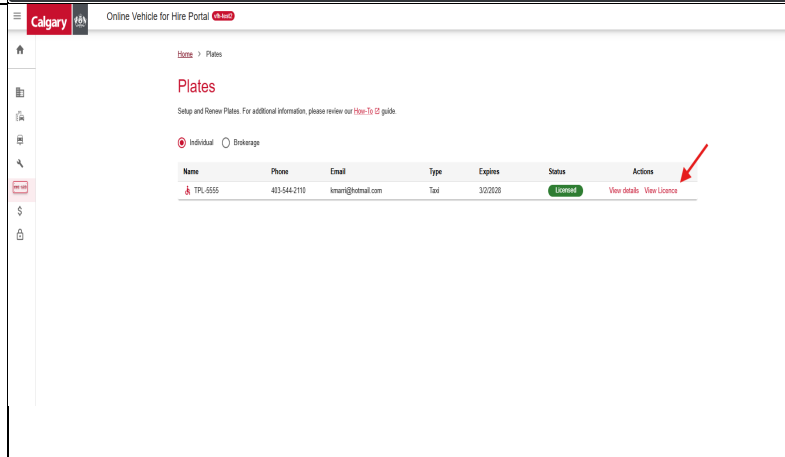 Calgary
Online Vehicle for Hire Portal
Home > Plates
Plates
Setup and Renew Plates. For additional information, please review our How-To guide.
Individual Brokerage
Name Phone Email Type Expires Status Actions
TPL-5555 403-544-2110 kmarri@hotmail.com Taxi 3/2/2028 Licensed View details View Licence